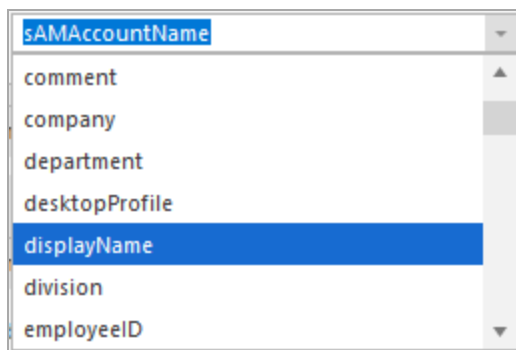 sAMAccountName
comment
company
department
desktopProfile
displayName
division
employeeID